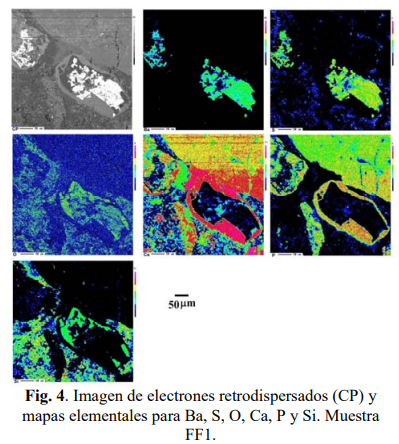 50μm
Fig. 4. Imagen de electrones retrodispersados (CP) y
mapas elementales para Ba, S, O, Ca, P y Si. Muestra
FF1.